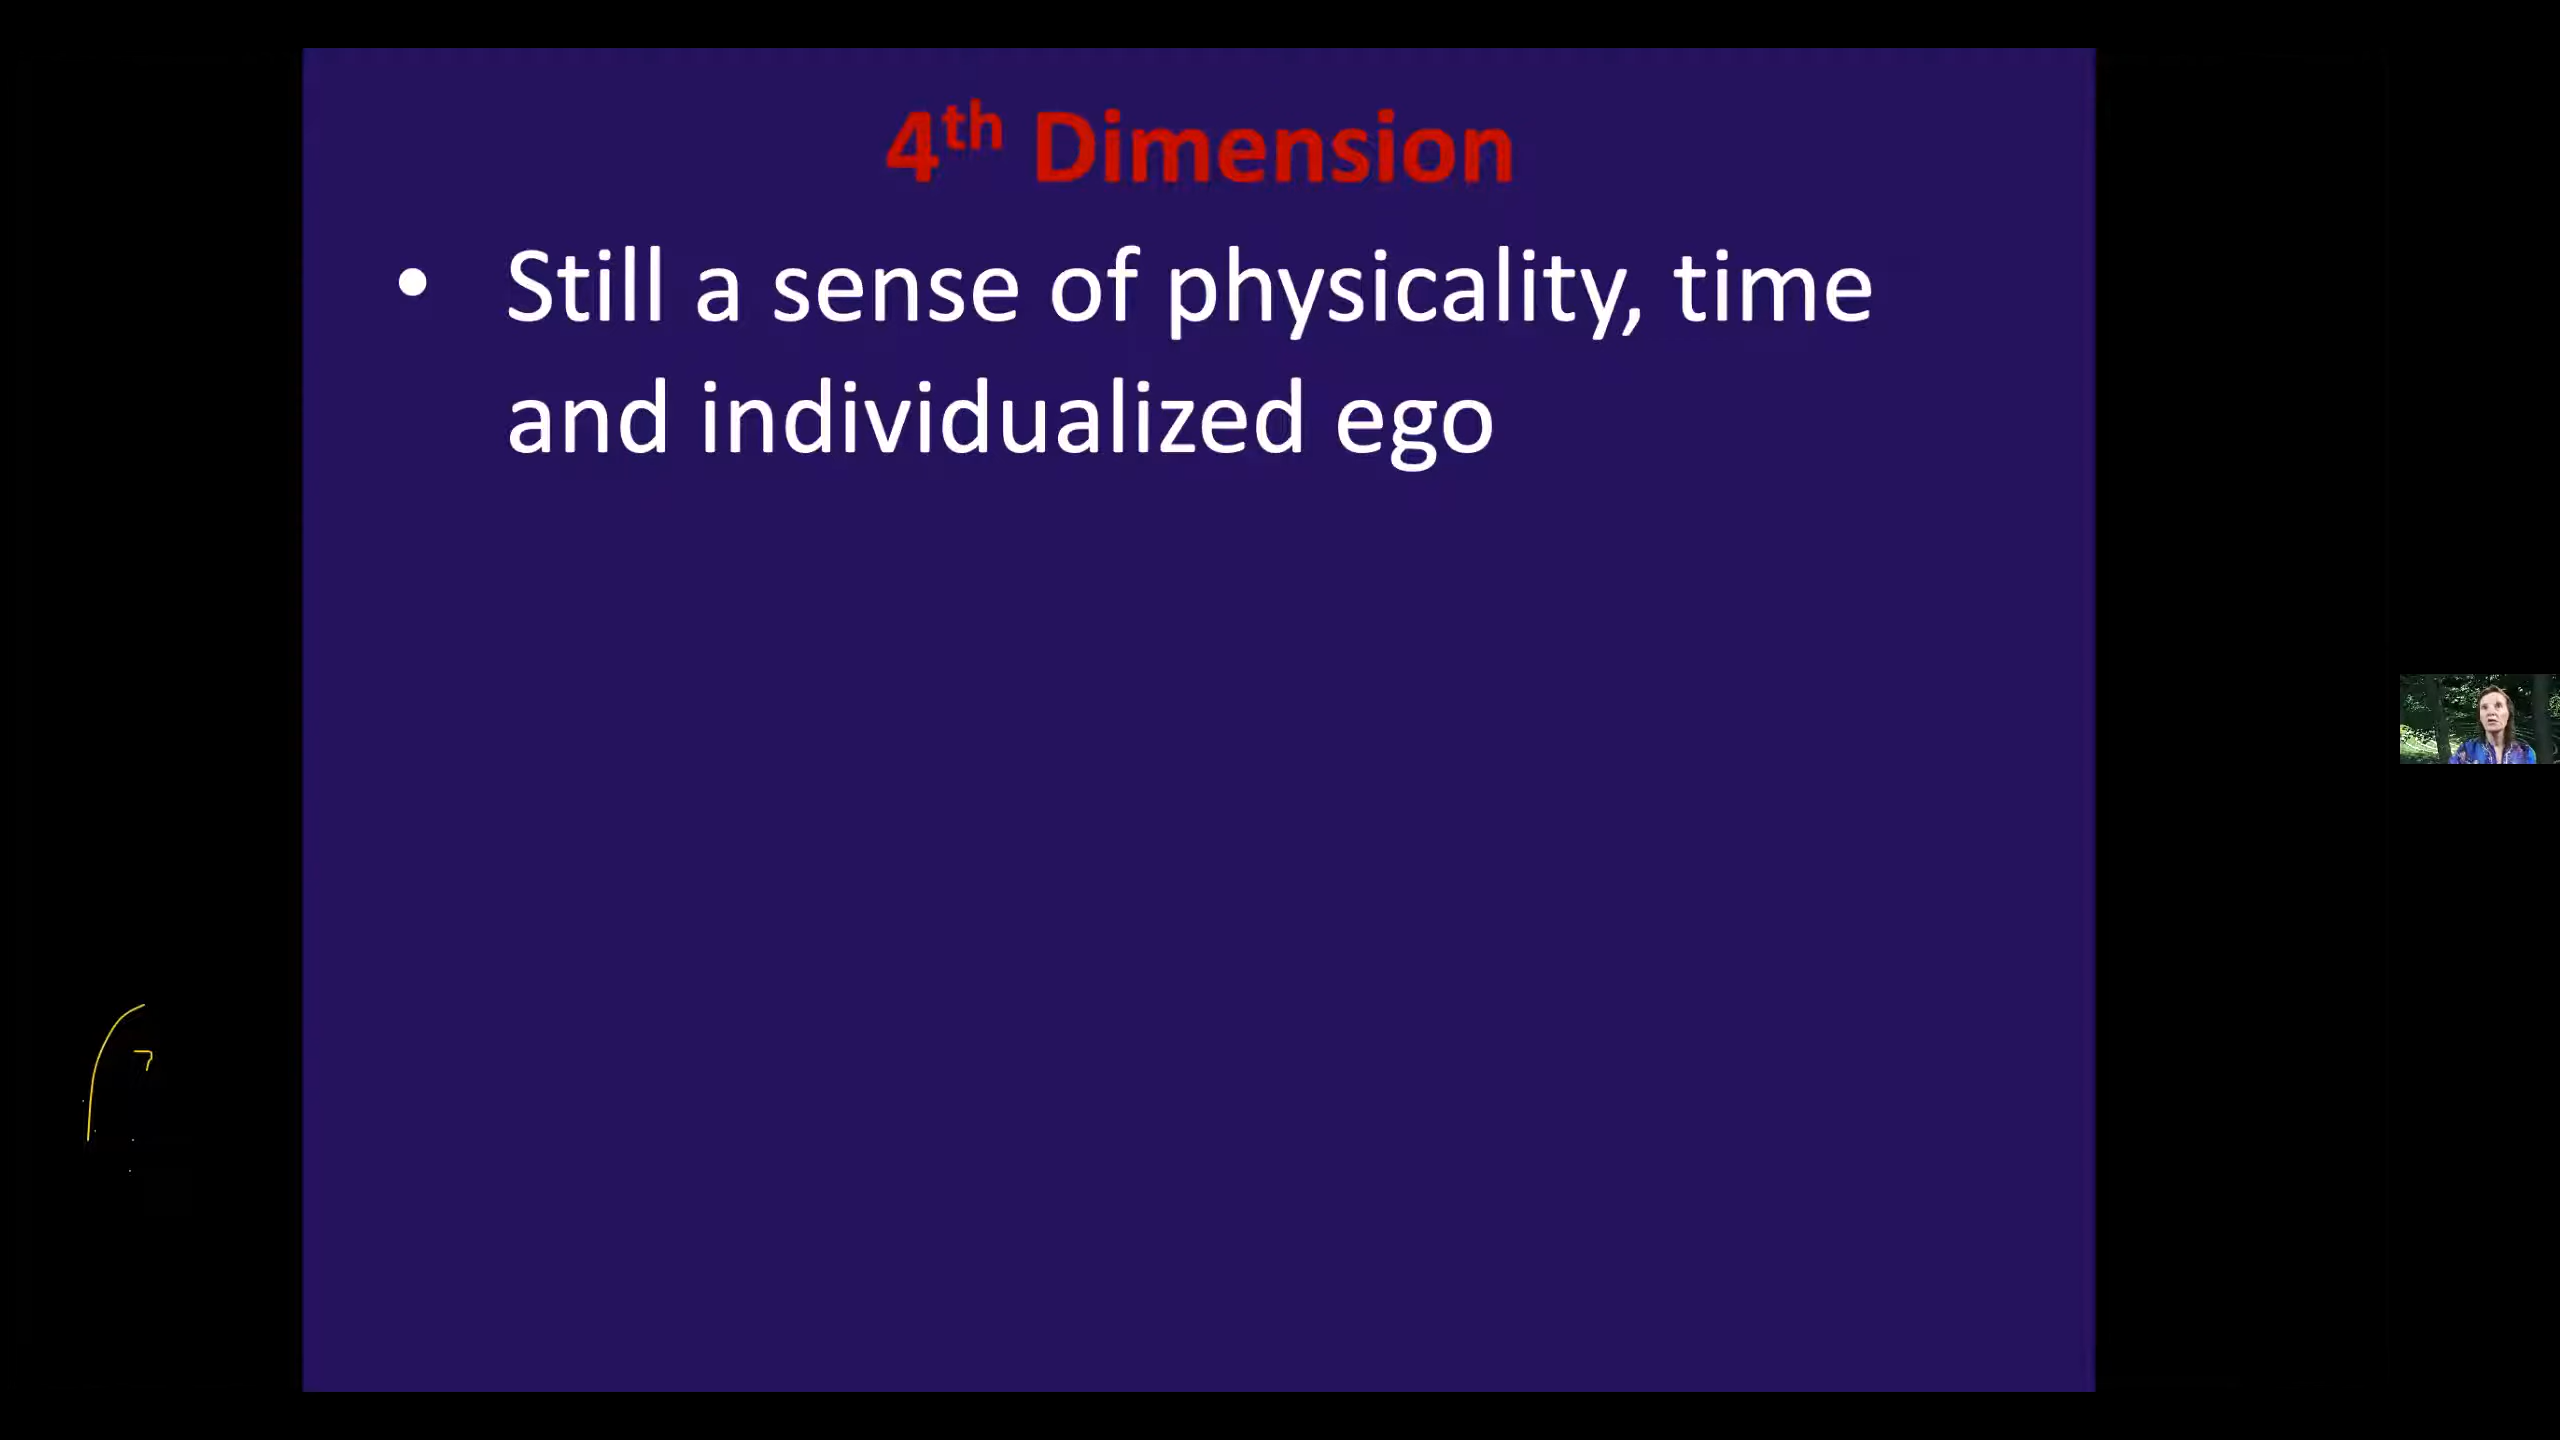 4th Dimension
• Still a sense of physicality, time
and individualized ego